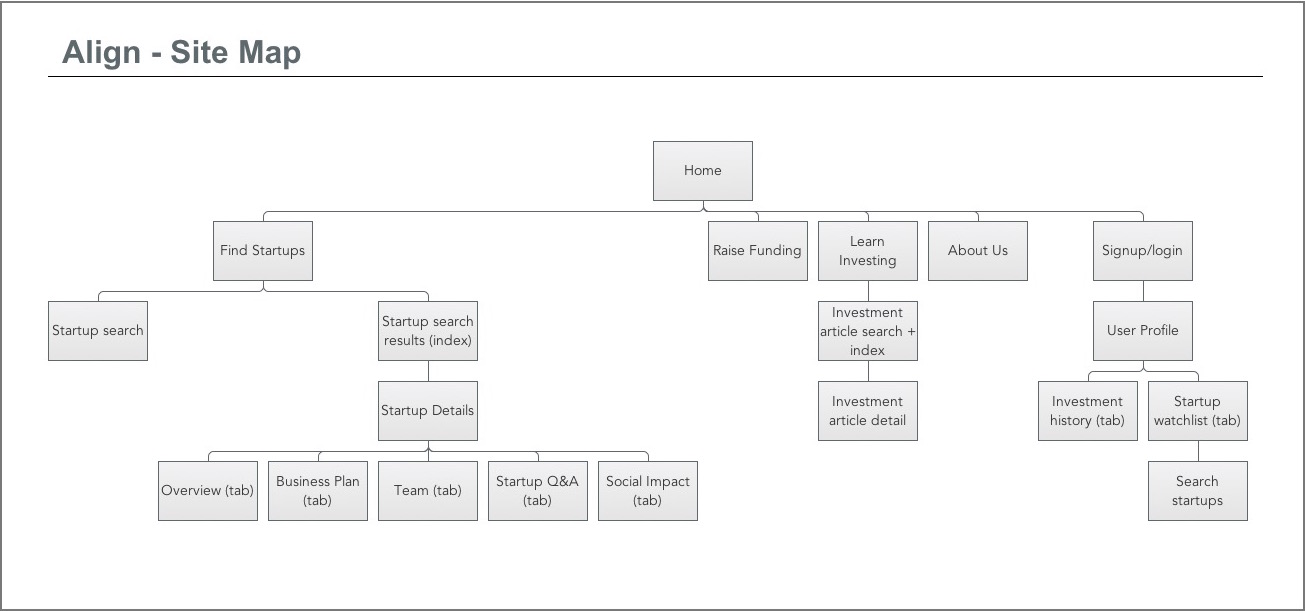 Align - Site Map
Home
Find Startups
Raise Funding
Learn
Investing
About Us
Signup/login
Startup search
Startup search
results (index)
Investment
article search +
index
User Profile
Startup Details
Investment
article detail
Investment
history (tab)
Startup
watchlist (tab)
Overview (tab)
Business Plan
(tab)
Team (tab)
Startup Q&A
(tab)
Social Impact
(tab)
Search
startups